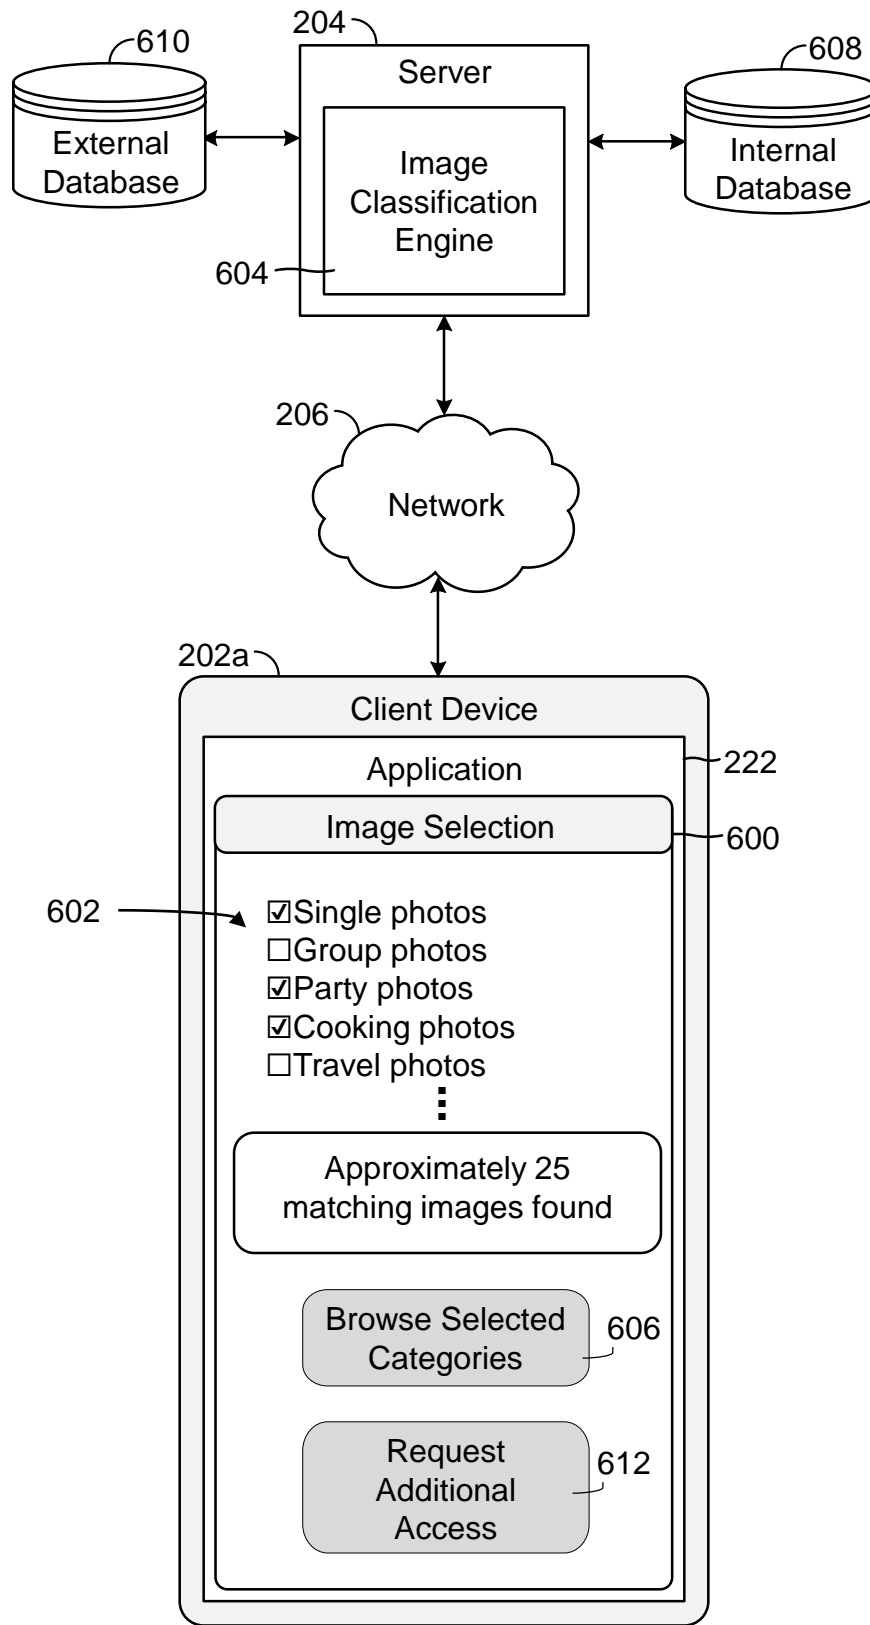 610
204
608
Server
External
Database
Image
Classification
Engine
Internal
Database
604
206
Network
202a
Client Device
Application
222
Image Selection
600
602
☑Single photos
☐Group photos
☑Party photos
☑Cooking photos
☐Travel photos
Approximately 25
matching images found
Browse Selected
Categories
606
Request
Additional
Access
612